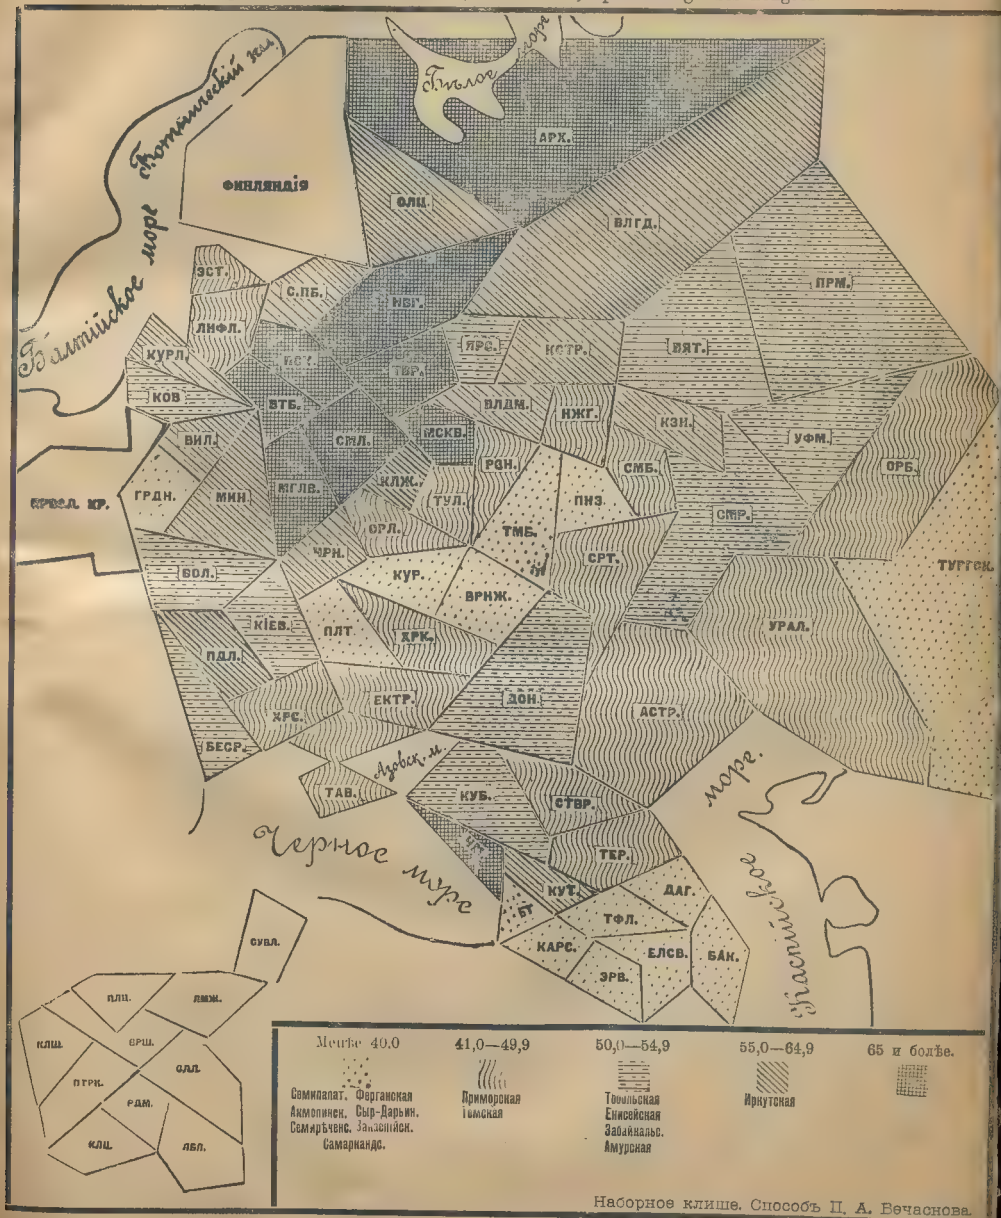 Ботническій зал.
Бѣлое море
АРХ.
ФИНЛЯНДІЯ
ОЛЦ.
ВЛГД.
Балтійское море
ЭСТ.
С.ПБ.
НВГ.
ПРМ.
ЛИФЛ.
КУРЛ.
ПСК.
ТВР.
ЯРС.
КСТР.
ВЯТ.
КОВ
ВТБ.
ВЛДМ.
НЖГ.
КЗН.
УФМ.
ВИЛ.
СМЛ.
МСКВ.
РЗН.
СМБ.
ОРБ.
ПРВСЛ. КР.
ГРДН.
МИН.
МГЛВ.
КЛЖ.
ТУЛ.
ПНЗ.
ОРЛ.
ТМБ.
СМР.
ЧРН.
СРТ.
ТУРГСК.
ВОЛ.
КУР.
ВРНЖ.
КІЕВ.
ПЛТ.
ХРК.
УРАЛ.
ПДЛ.
ЕКТР.
ДОН.
АСТР.
ХРС.
БЕСР.
Азовск. м.
ТАВ.
КУБ.
СТВР.
море.
Черное море
ЧРМ.
ТЕР.
КУТ.
ДАГ.
Каспійское
ТФЛ.
КАРС.
ЕЛСВ.
БАК.
ЭРВ.
СУВЛ.
ПЛЦ.
ЛМЖ.
КЛШ.
ВРШ.
ПТРК.
СЛЛ.
РДМ.
КЛЦ.
ЛБЛ.
Менѣе 40,0
41,0—49,9
50,0—54,9
55,0—64,9
65 и болѣе.
Семипалат. Ферганская
Акмолинск. Сыр-Дарьин.
Семирѣченс. Закаспійск.
Самаркандс.
Приморская
Томская
Тобольская
Енисейская
Забайкальс.
Амурская
Иркутская
Наборное клише. Способъ П. А. Вечаснова.